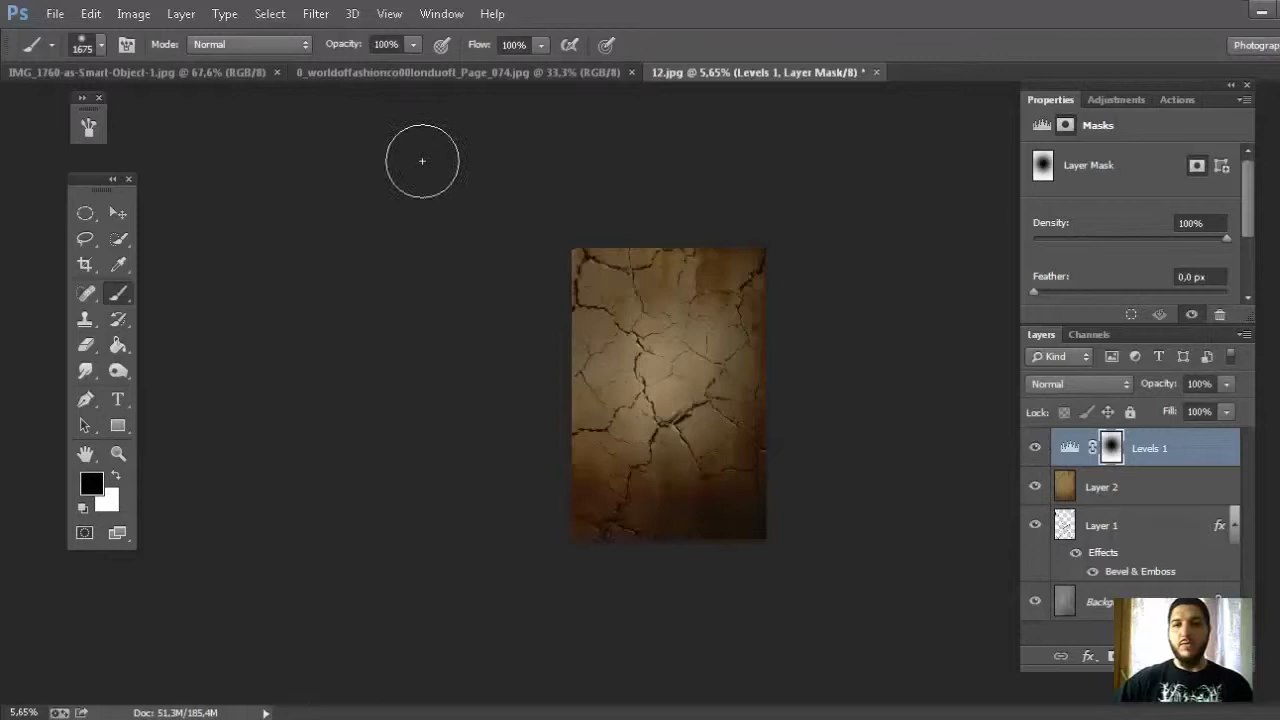 Ps File Edit Image Layer Type Select Filter 3D View Window Help
1675 Mode: Normal Opacity: 100% Flow: 100% Photograp
IMG_1760-as-Smart-Object-1.jpg @ 67,6% (RGB/8) × 0_worldoffashionco00londuofl_Page_074.jpg @ 33,3% (RGB/8) × 12.jpg @ 5,65% (Levels 1, Layer Mask/8) * ×
Properties Adjustments Actions
Masks
Layer Mask
Density: 100%
Feather: 0,0 px
Layers Channels
Kind
Normal Opacity: 100%
Lock: Fill: 100%
Levels 1
Layer 2
Layer 1 fx
Effects
Bevel & Emboss
Backg
fx.
5,65% Doc: 51,3M/185,4M